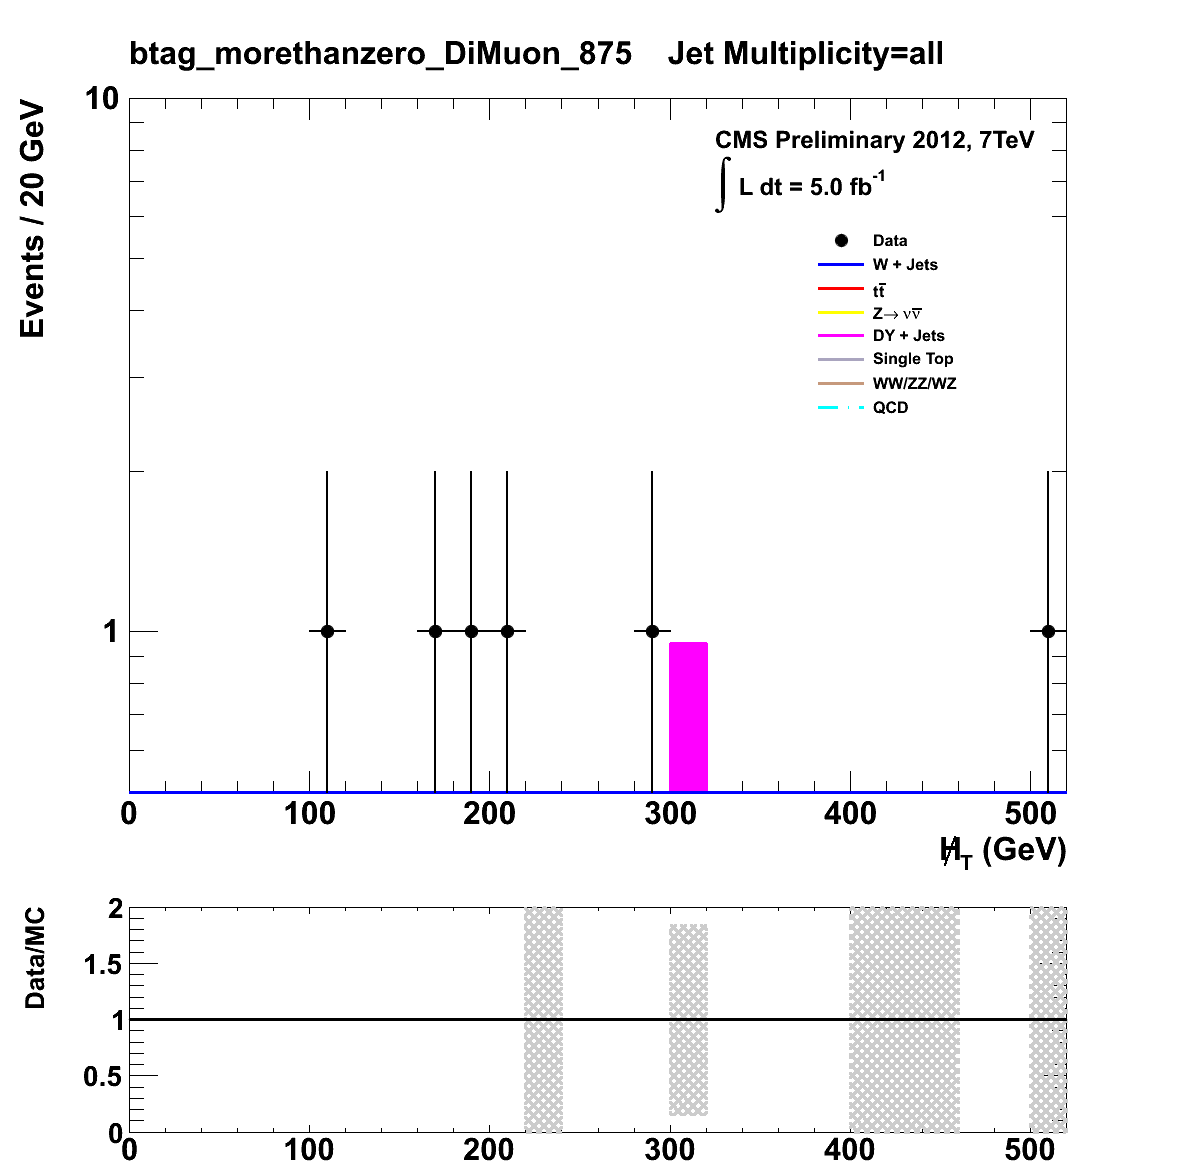 btag_morethanzero_DiMuon_875 Jet Multiplicity=all
Events / 20 GeV
10
1
CMS Preliminary 2012, 7TeV
∫ L dt = 5.0 fb⁻¹
Data
W + Jets
tt̅
Z→ νν̅
DY + Jets
Single Top
WW/ZZ/WZ
QCD
0 100 200 300 400 500
H̸_T (GeV)
Data/MC
2
1.5
1
0.5
0
0 100 200 300 400 500